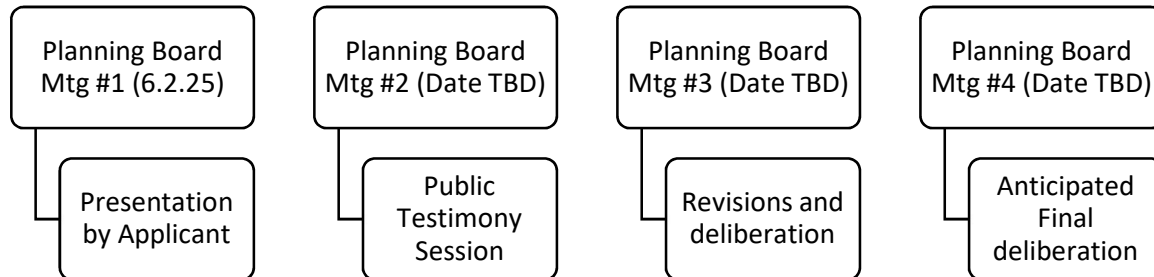 Planning Board
Mtg #1 (6.2.25)
Presentation
by Applicant
Planning Board
Mtg #2 (Date TBD)
Public
Testimony
Session
Planning Board
Mtg #3 (Date TBD)
Revisions and
deliberation
Planning Board
Mtg #4 (Date TBD)
Anticipated
Final
deliberation